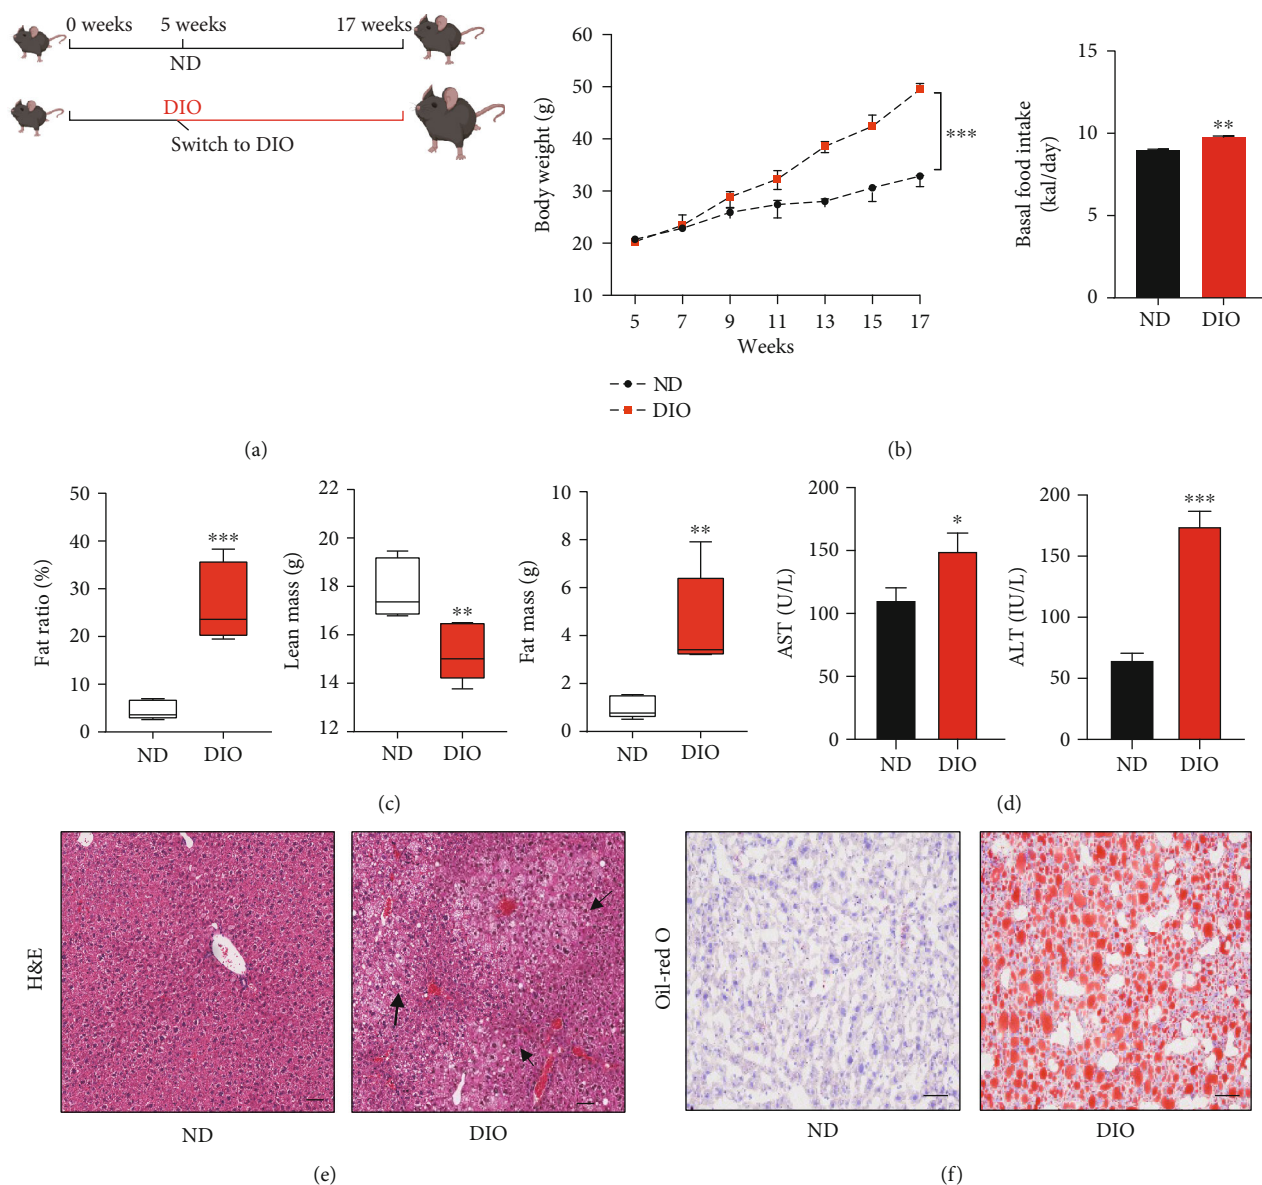 0 weeks 5 weeks 17 weeks
ND
DIO
Switch to DIO
(a)
Body weight (g)
60
50
40
30
20
10
5 7 9 11 13 15 17
Weeks
***
ND
DIO
Basal food intake
(kal/day)
15
10
5
0
**
ND DIO
(b)
Fat ratio (%)
50
40
30
20
10
0
***
ND DIO
Lean mass (g)
22
20
18
16
14
12
**
ND DIO
Fat mass (g)
10
8
6
4
2
0
**
ND DIO
(c)
AST (U/L)
200
150
100
50
0
*
ND DIO
ALT (IU/L)
200
150
100
50
0
***
ND DIO
(d)
H&E
ND DIO
(e)
Oil-red O
ND DIO
(f)